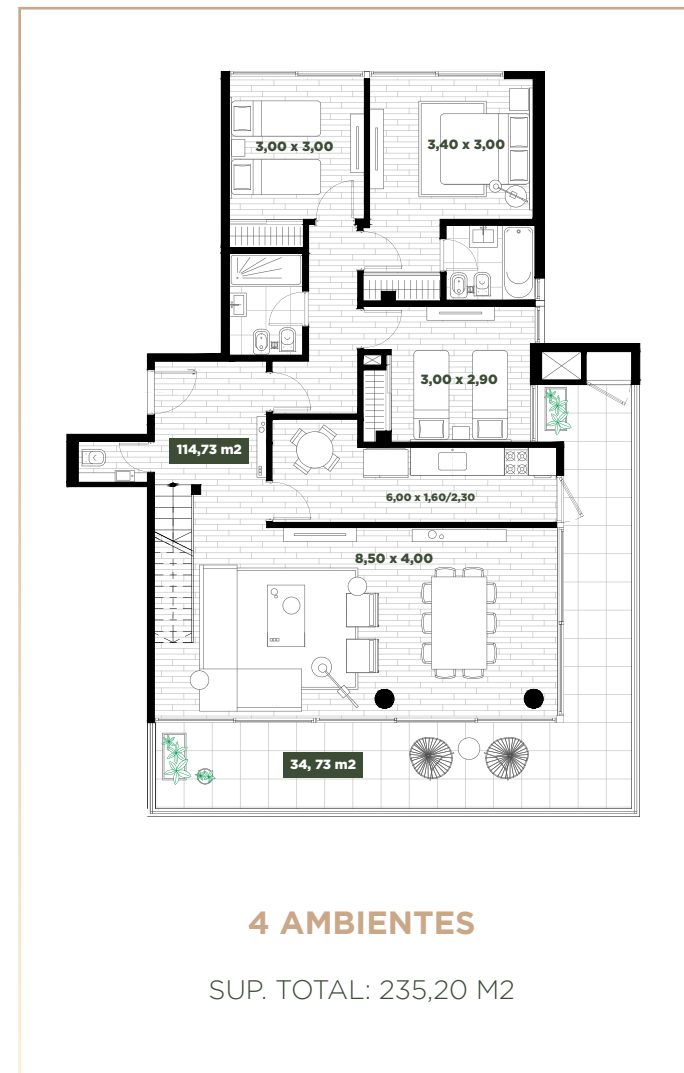 3,00 x 3,00
3,40 x 3,00
3,00 x 2,90
114,73 m2
6,00 x 1,60/2,30
8,50 x 4,00
34, 73 m2
4 AMBIENTES
SUP. TOTAL: 235,20 M2